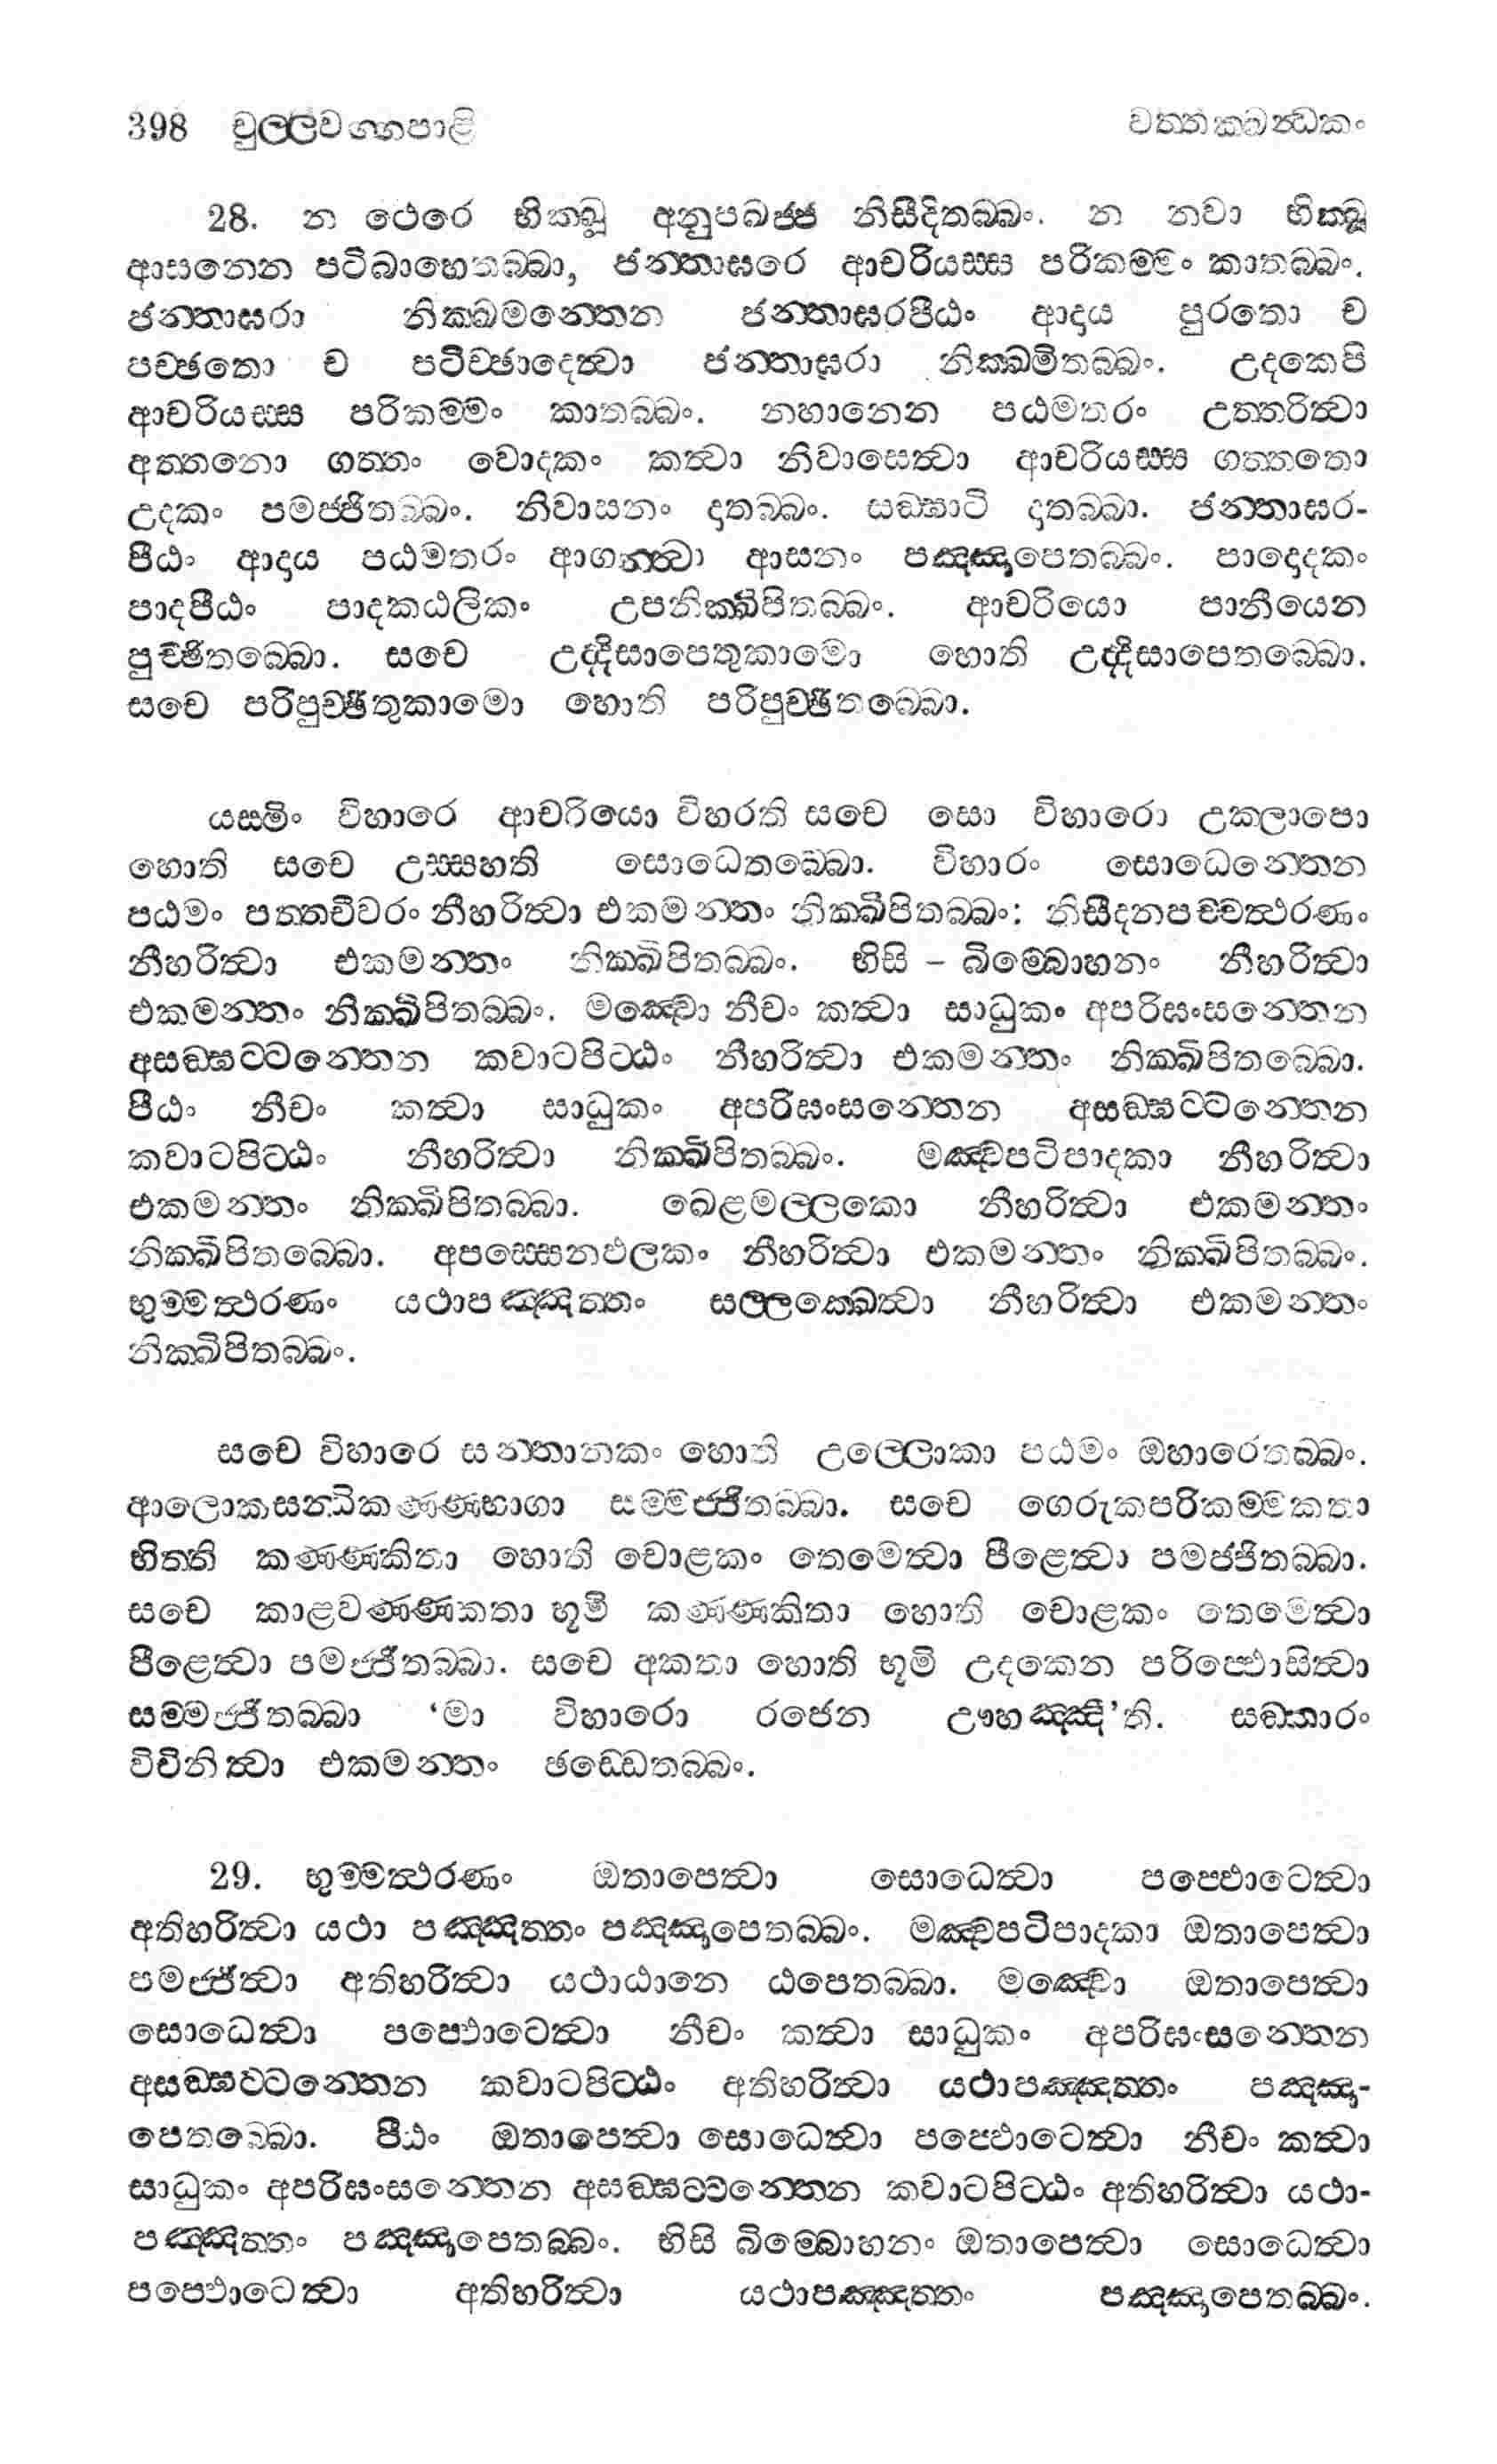 398 චුල්ලවග්ගපාළි වත්තක්ඛන්ධකං
28. න ථෙරෙ භික්ඛූ අනුපඛජ්ජ නිසීදිතබ්බං. න නවා භික්ඛූ
ආසනෙන පටිබාහෙතබ්බා, ජන්තාඝරෙ ආචරියස්ස පරිකම්මං කාතබ්බං.
ජන්තාඝරා නික්ඛමන්තෙන ජන්තාඝරපීඨං ආදාය පුරතො ච
පච්ඡතො ච පටිච්ඡාදෙත්වා ජන්තාඝරා නික්ඛමිතබ්බං. උදකෙපි
ආචරියස්ස පරිකම්මං කාතබ්බං. නහානෙන පඨමතරං උත්තරිත්වා
අත්තනො ගත්තං වොදකං කත්වා නිවාසෙත්වා ආචරියස්ස ගත්තතො
උදකං පමජ්ජිතබ්බං. නිවාසනං දාතබ්බං. සඞ්ඝාටි දාතබ්බා. ජන්තාඝර-
පීඨං ආදාය පඨමතරං ආගන්ත්වා ආසනං පඤ්ඤාපෙතබ්බං. පාදොදකං
පාදපීඨං පාදකඨලිකං උපනික්ඛිපිතබ්බං. ආචරියො පානීයෙන
පුච්ඡිතබ්බො. සචෙ උද්දිසාපෙතුකාමො හොති උද්දිසාපෙතබ්බො.
සචෙ පරිපුච්ඡිතුකාමො හොති පරිපුච්ඡිතබ්බො.
යස්මිං විහාරෙ ආචරියො විහරති සචෙ සො විහාරො උක්ලාපො
හොති සචෙ උස්සහති සොධෙතබ්බො. විහාරං සොධෙන්තෙන
පඨමං පත්තචීවරං නීහරිත්වා එකමන්තං නික්ඛිපිතබ්බං: නිසීදනපච්චත්ථරණං
නීහරිත්වා එකමන්තං නික්ඛිපිතබ්බං. භිසි – බිම්බොහනං නීහරිත්වා
එකමන්තං නික්ඛිපිතබ්බං. මඤ්චො නීචං කත්වා සාධුකං අපරිඝංසන්තෙන
අසඞ්ඝට්ටන්තෙන කවාටපිට්ඨං නීහරිත්වා එකමන්තං නික්ඛිපිතබ්බො.
පීඨං නීචං කත්වා සාධුකං අපරිඝංසන්තෙන අසඞ්ඝට්ටන්තෙන
කවාටපිට්ඨං නීහරිත්වා නික්ඛිපිතබ්බං. මඤ්චපටිපාදකා නීහරිත්වා
එකමන්තං නික්ඛිපිතබ්බා. ඛෙළමල්ලකො නීහරිත්වා එකමන්තං
නික්ඛිපිතබ්බො. අපස්සෙනඵලකං නීහරිත්වා එකමන්තං නික්ඛිපිතබ්බං.
භුම්මත්ථරණං යථාපඤ්ඤත්තං සල්ලක්ඛෙත්වා නීහරිත්වා එකමන්තං
නික්ඛිපිතබ්බං.
සචෙ විහාරෙ සන්තානකං හොති උල්ලොකා පඨමං ඔහාරෙතබ්බං.
ආලොකසන්ධිකණ්ණභාගා සම්මජ්ජිතබ්බා. සචෙ ගෙරුකපරිකම්මකතා
භිත්ති කණ්ණකිතා හොති චොළකං තෙමෙත්වා පීළෙත්වා පමජ්ජිතබ්බා.
සචෙ කාළවණ්ණකතා භූමි කණ්ණකිතා හොති චොළකං තෙමෙත්වා
පීළෙත්වා පමජ්ජිතබ්බා. සචෙ අකතා හොති භූමි උදකෙන පරිප්ඵොසිත්වා
සම්මජ්ජිතබ්බා ‘මා විහාරො රජෙන ඌහඤ්ඤී’ති. සඞ්කාරං
විචිනිත්වා එකමන්තං ඡඩ්ඩෙතබ්බං.
29. භුම්මත්ථරණං ඔතාපෙත්වා සොධෙත්වා පප්ඵොටෙත්වා
අතිහරිත්වා යථා පඤ්ඤත්තං පඤ්ඤාපෙතබ්බං. මඤ්චපටිපාදකා ඔතාපෙත්වා
පමජ්ජිත්වා අතිහරිත්වා යථාඨානෙ ඨපෙතබ්බා. මඤ්චො ඔතාපෙත්වා
සොධෙත්වා පප්ඵොටෙත්වා නීචං කත්වා සාධුකං අපරිඝංසන්තෙන
අසඞ්ඝට්ටන්තෙන කවාටපිට්ඨං අතිහරිත්වා යථාපඤ්ඤත්තං පඤ්ඤා-
පෙතබ්බො. පීඨං ඔතාපෙත්වා සොධෙත්වා පප්ඵොටෙත්වා නීචං කත්වා
සාධුකං අපරිඝංසන්තෙන අසඞ්ඝට්ටන්තෙන කවාටපිට්ඨං අතිහරිත්වා යථා-
පඤ්ඤත්තං පඤ්ඤාපෙතබ්බං. භිසි බිම්බොහනං ඔතාපෙත්වා සොධෙත්වා
පප්ඵොටෙත්වා අතිහරිත්වා යථාපඤ්ඤත්තං පඤ්ඤාපෙතබ්බං.